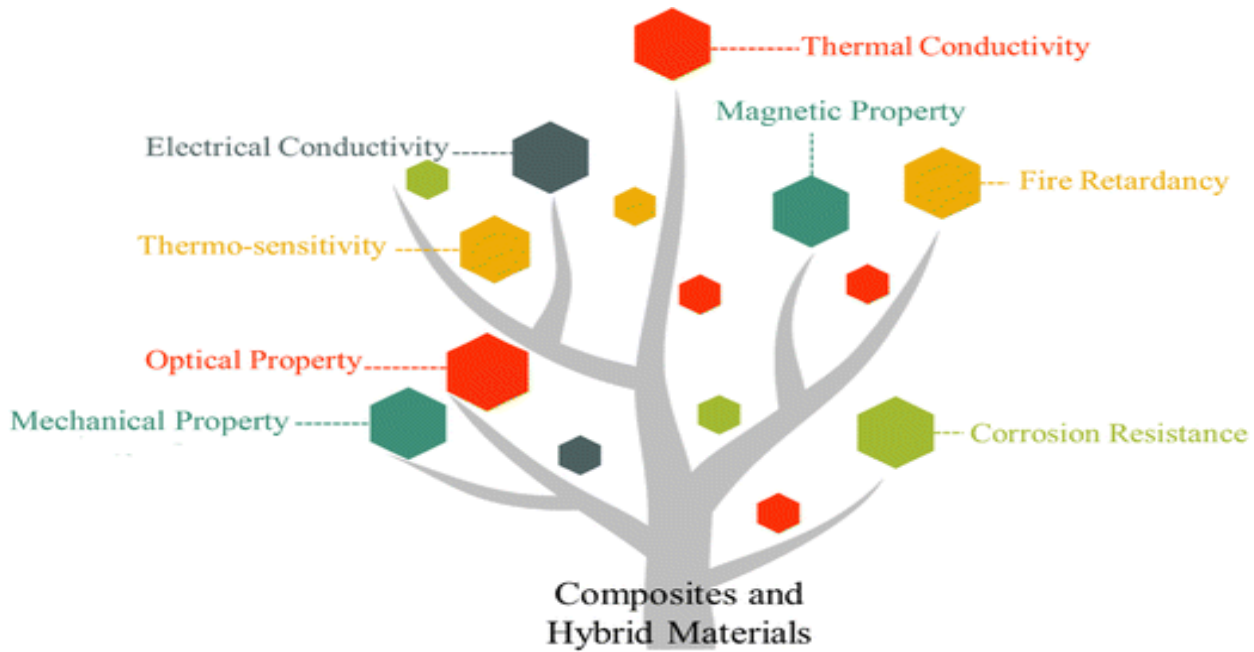 Thermal Conductivity
Magnetic Property
Electrical Conductivity
Fire Retardancy
Thermo-sensitivity
Optical Property
Mechanical Property
Corrosion Resistance
Composites and
Hybrid Materials